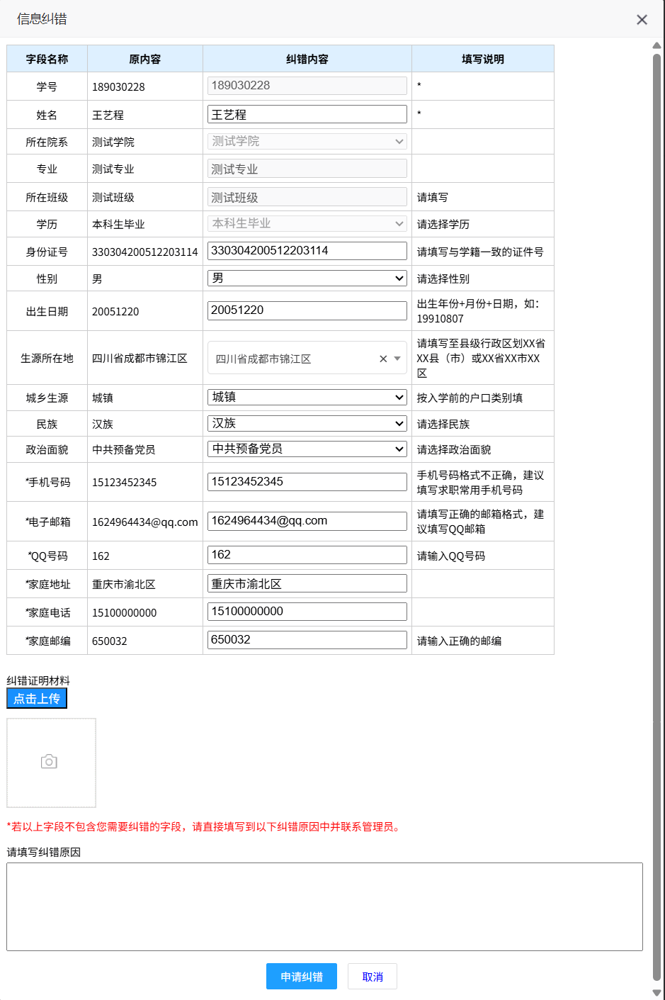 信息纠错
字段名称 原内容 纠错内容 填写说明
学号 189030228 189030228 *
姓名 王艺程 王艺程 *
所在院系 测试学院 测试学院
专业 测试专业 测试专业
所在班级 测试班级 测试班级 请填写
学历 本科生毕业 本科生毕业 请选择学历
身份证号 330304200512203114 330304200512203114 请填写与学籍一致的证件号
性别 男 男 请选择性别
出生日期 20051220 20051220 出生年份+月份+日期，如：
19910807
生源所在地 四川省成都市锦江区 四川省成都市锦江区 请填写至县级行政区划XX省
XX县（市）或XX省XX市XX
区
城乡生源 城镇 城镇 按入学前的户口类别填
民族 汉族 汉族 请选择民族
政治面貌 中共预备党员 中共预备党员 请选择政治面貌
*手机号码 15123452345 15123452345 手机号码格式不正确，建议
填写求职常用手机号码
*电子邮箱 1624964434@qq.com 1624964434@qq.com 请填写正确的邮箱格式，建
议填写QQ邮箱
*QQ号码 162 162 请输入QQ号码
*家庭地址 重庆市渝北区 重庆市渝北区
*家庭电话 15100000000 15100000000
*家庭邮编 650032 650032 请输入正确的邮编
纠错证明材料
点击上传
*若以上字段不包含您需要纠错的字段，请直接填写到以下纠错原因中并联系管理员。
请填写纠错原因
申请纠错 取消